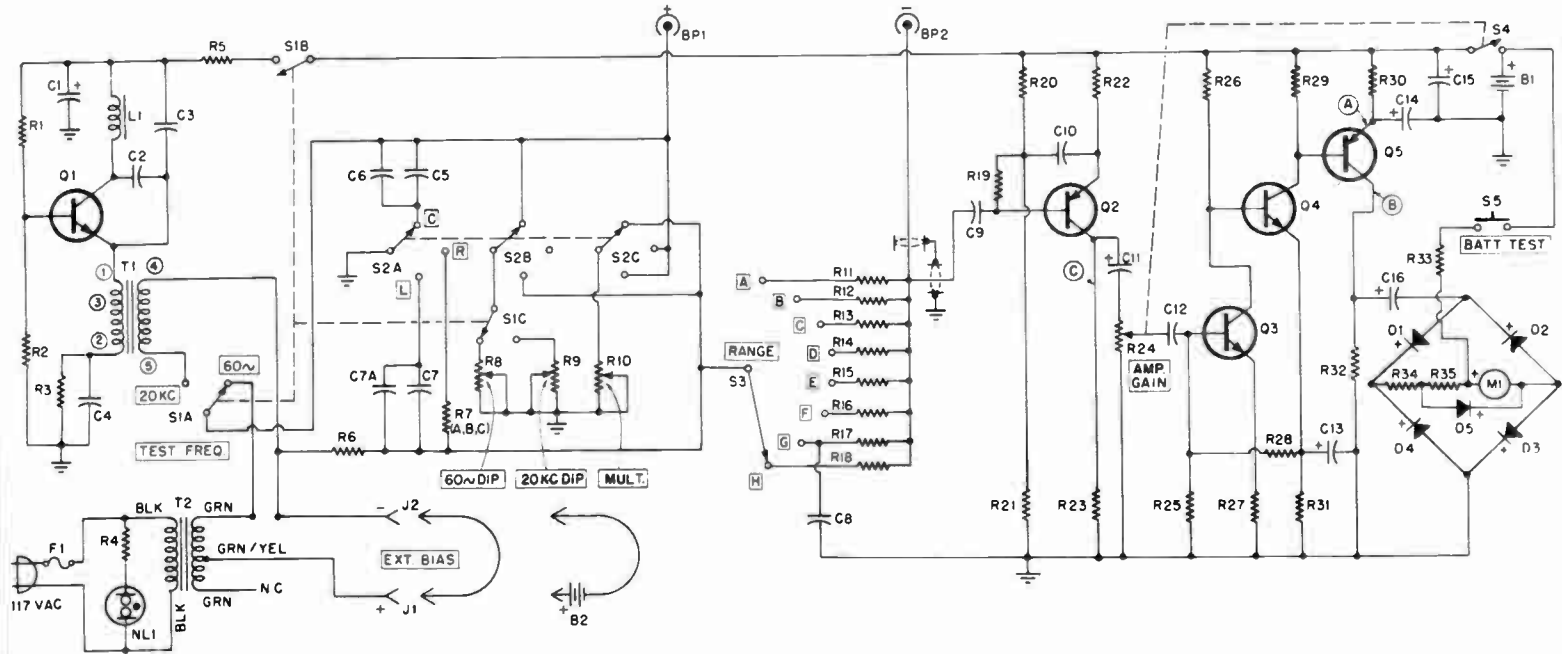 +
BP1
-
BP2
R5
S1B
S4
C1
+
L1
C3
R1
C2
Q1
R20
R22
R26
R29
R30
+
C15
+
B1
A
+
C14
C6
C5
C10
R19
Q5
C
Q2
Q4
B
S5
C9
S2A
R
S2B
S2C
BATT TEST
1
T1
4
L
C
+
C11
R33
3
A
R11
C16
+
B
R12
C12
2
S1C
C
R13
Q3
D1
D2
R2
5
60~
R8
R9
R10
RANGE
D
R14
R24
+
+
R3
20KC
C7A
C7
S3
E
R15
AMP. GAIN
R32
R34
R35
+
M1
C4
S1A
R7
(A,B,C)
F
R16
D5
+
TEST FREQ.
R6
G
R17
R28
+
C13
+
D4
+
D3
60~DIP
20KC DIP
MULT.
H
R18
BLK
T2
GRN
-
J2
C8
R21
R23
R25
R27
R31
F1
R4
GRN/YEL
EXT. BIAS
NC
117 VAC
NL1
BLK
GRN
+
J1
+
B2